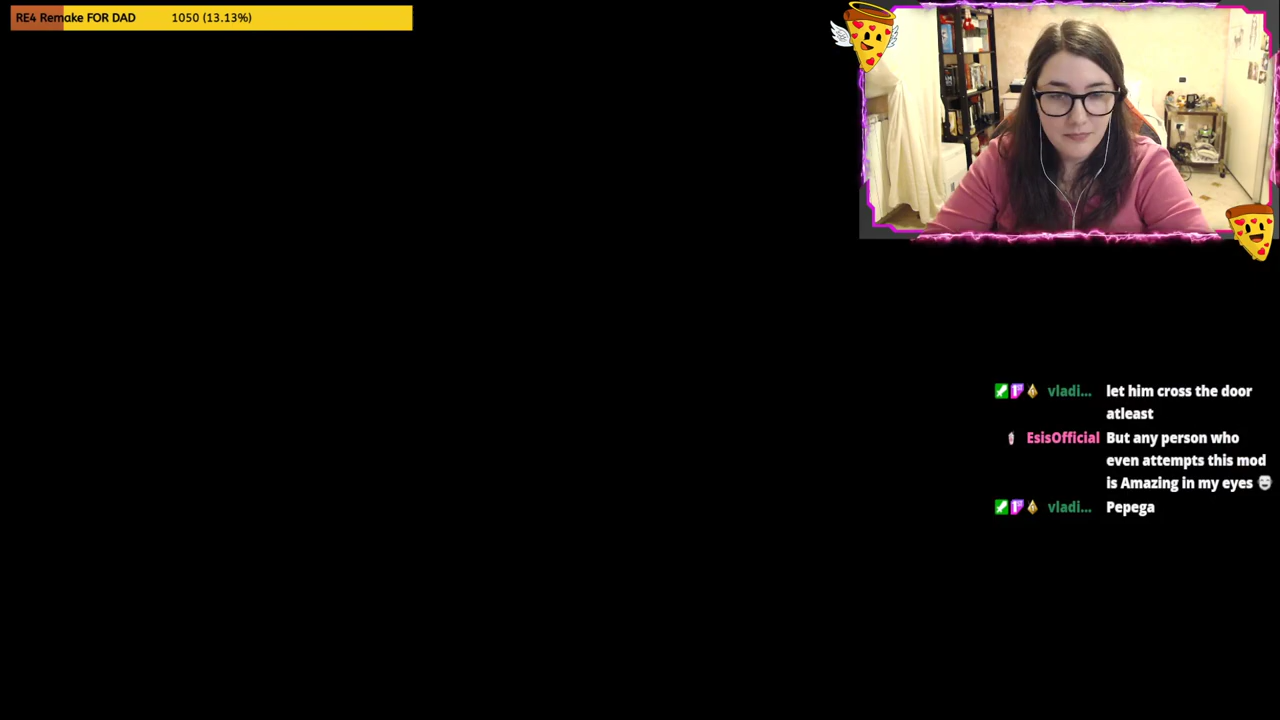 RE4 Remake FOR DAD 1050 (13.13%)
vladi... let him cross the door
atleast
EsisOfficial But any person who
even attempts this mod
is Amazing in my eyes
vladi... Pepega